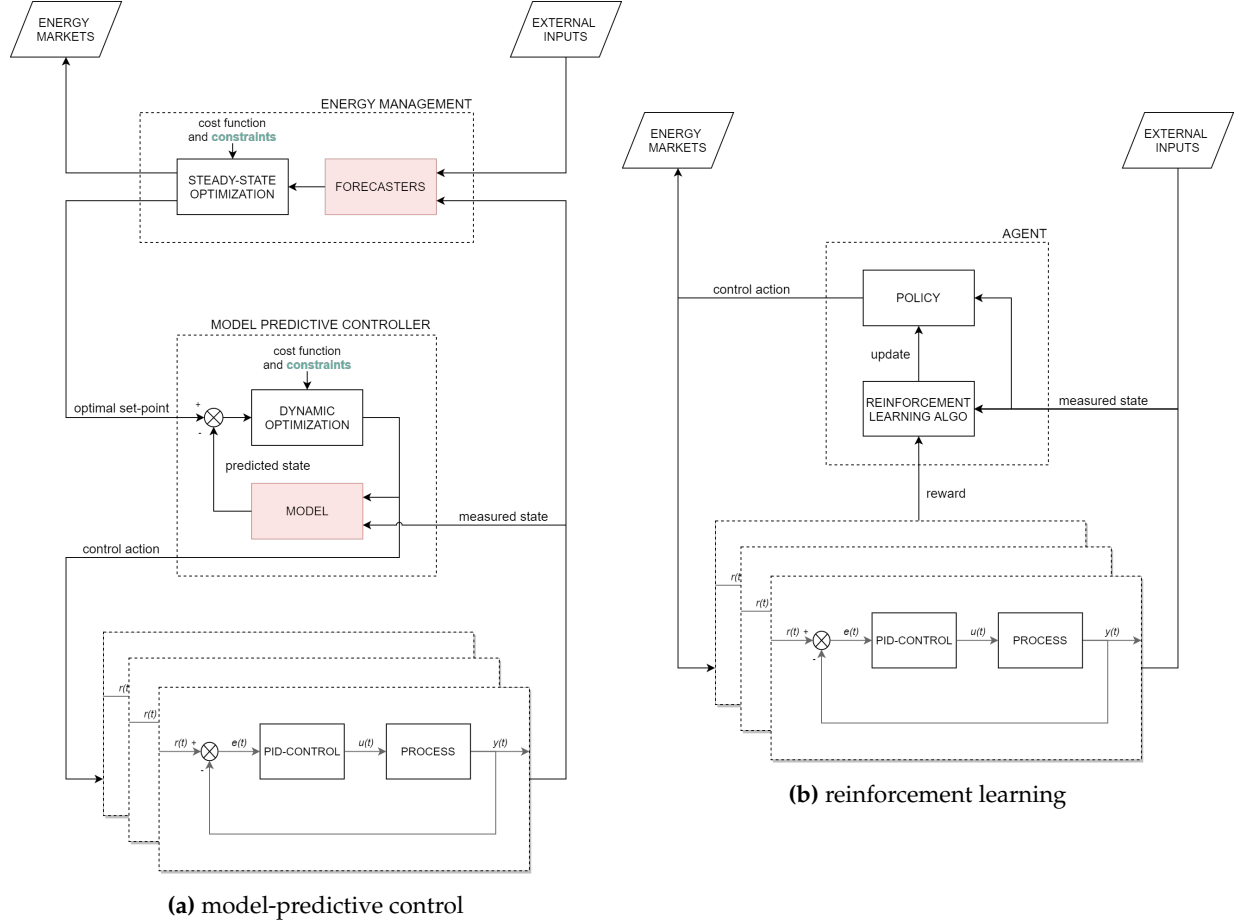 ENERGY
MARKETS
EXTERNAL
INPUTS
ENERGY MANAGEMENT
cost function
and constraints
STEADY-STATE
OPTIMIZATION
FORECASTERS
MODEL PREDICTIVE CONTROLLER
cost function
and constraints
optimal set-point
+
-
DYNAMIC
OPTIMIZATION
predicted state
MODEL
measured state
control action
r(t)
r(t)
r(t) +
-
e(t)
PID-CONTROL
u(t)
PROCESS
y(t)
(a) model-predictive control
ENERGY
MARKETS
EXTERNAL
INPUTS
AGENT
control action
POLICY
update
REINFORCEMENT
LEARNING ALGO
measured state
reward
r(t)
r(t)
r(t) +
-
e(t)
PID-CONTROL
u(t)
PROCESS
y(t)
(b) reinforcement learning